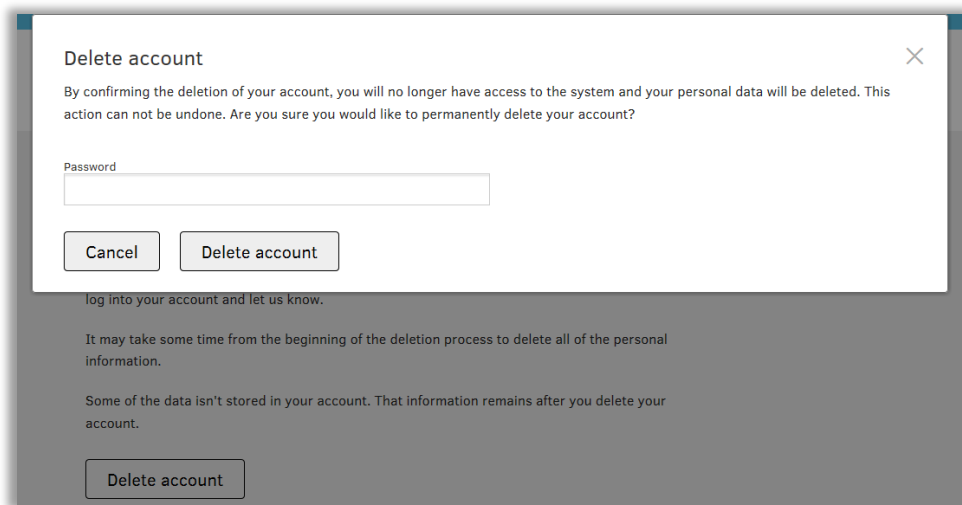 Delete account
By confirming the deletion of your account, you will no longer have access to the system and your personal data will be deleted. This
action can not be undone. Are you sure you would like to permanently delete your account?
Password
Cancel
Delete account
log into your account and let us know.
It may take some time from the beginning of the deletion process to delete all of the personal
information.
Some of the data isn't stored in your account. That information remains after you delete your
account.
Delete account